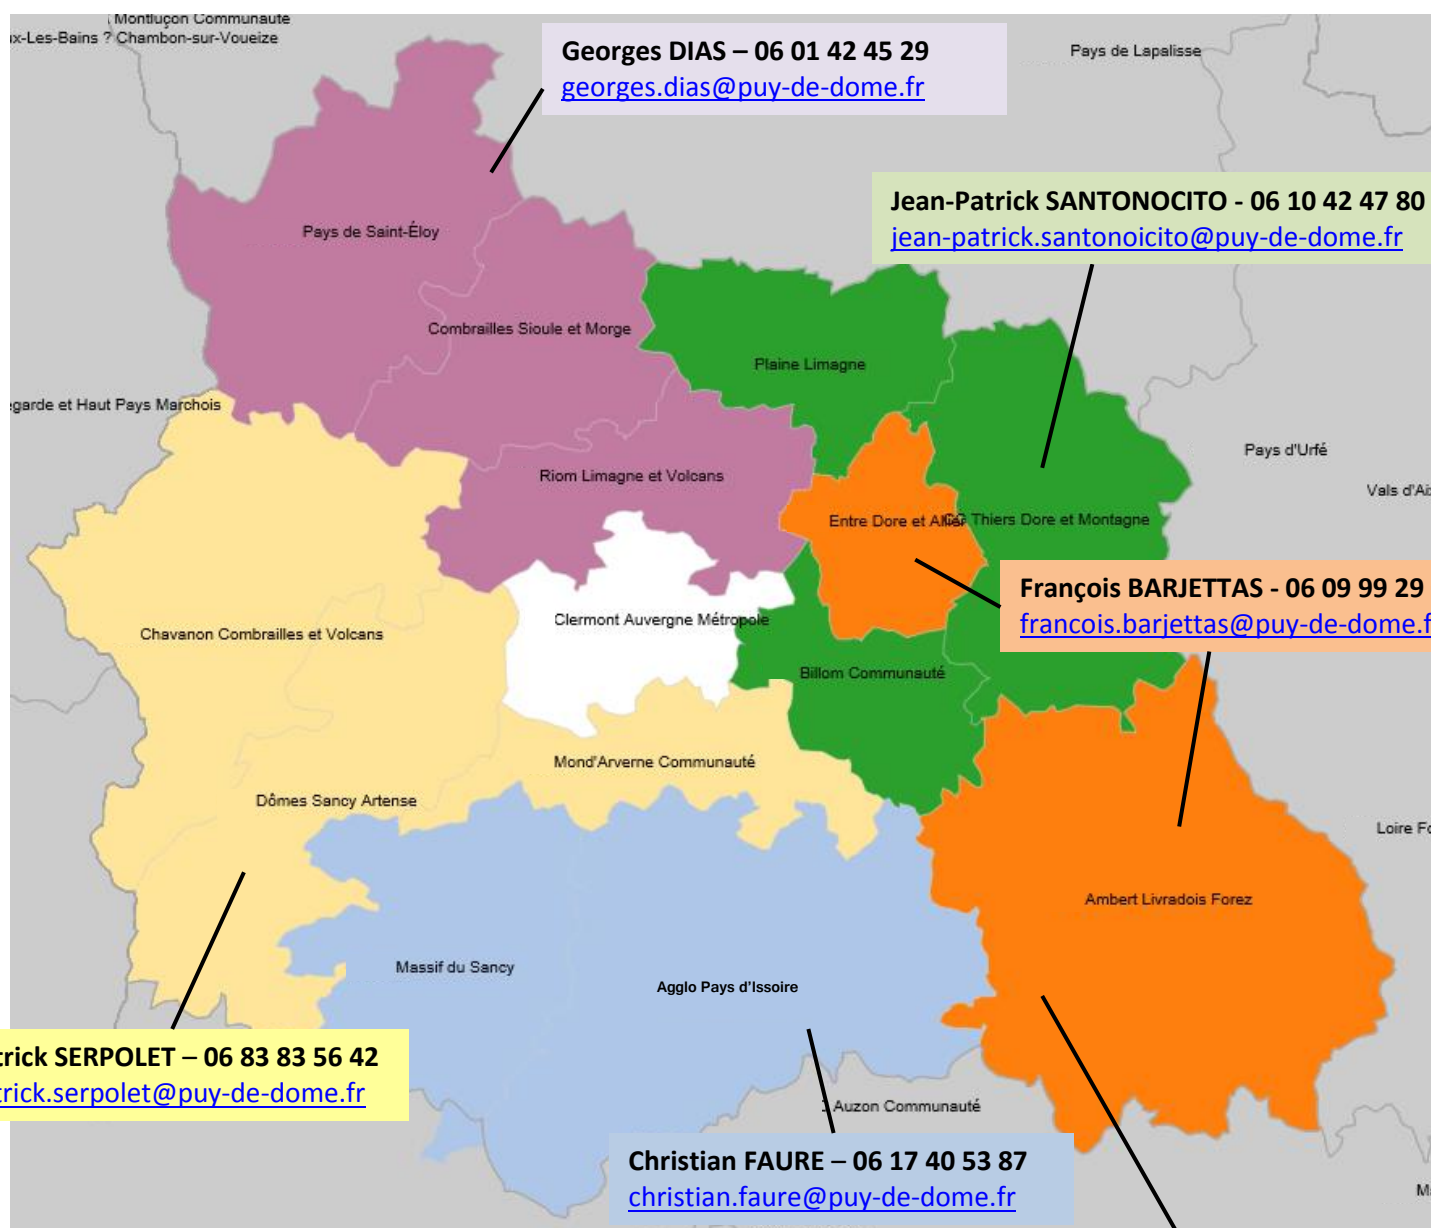 Montluçon Communauté
x-Les-Bains ? Chambon-sur-Voueize
Georges DIAS – 06 01 42 45 29
georges.dias@puy-de-dome.fr
Pays de Lapalisse
Jean-Patrick SANTONOCITO - 06 10 42 47 80
jean-patrick.santonoicito@puy-de-dome.fr
Pays de Saint-Éloy
Combrailles Sioule et Morge
Plaine Limagne
egarde et Haut Pays Marchois
Pays d'Urfé
Riom Limagne et Volcans
Vals d'Aix
Entre Dore et Allier
CC Thiers Dore et Montagne
François BARJETTAS - 06 09 99 29
francois.barjettas@puy-de-dome.f
Clermont Auvergne Métropole
Chavanon Combrailles et Volcans
Billom Communauté
Mond'Arverne Communauté
Dômes Sancy Artense
Loire Fo
Ambert Livradois Forez
Massif du Sancy
Agglo Pays d'Issoire
trick SERPOLET – 06 83 83 56 42
trick.serpolet@puy-de-dome.fr
Auzon Communauté
Christian FAURE – 06 17 40 53 87
christian.faure@puy-de-dome.fr